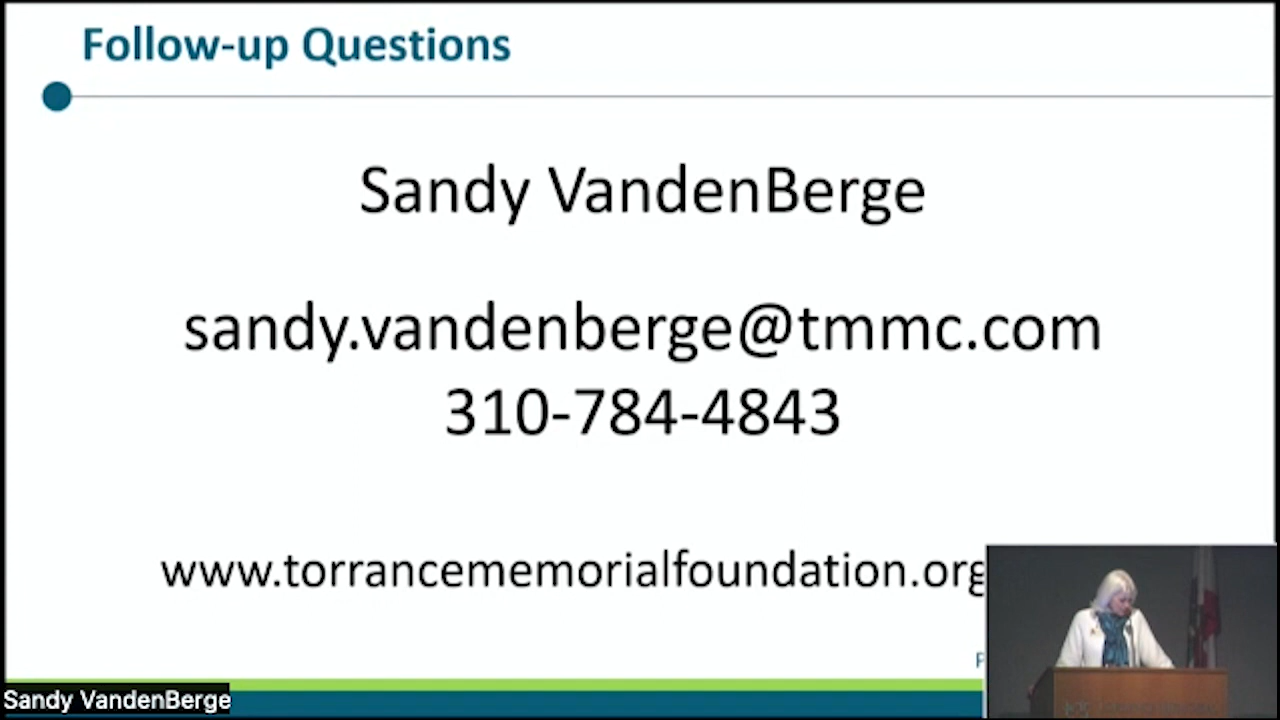 Follow-up Questions
Sandy VandenBerge
sandy.vandenberge@tmmc.com
310-784-4843
www.torrancememorialfoundation.org
Sandy VandenBerge